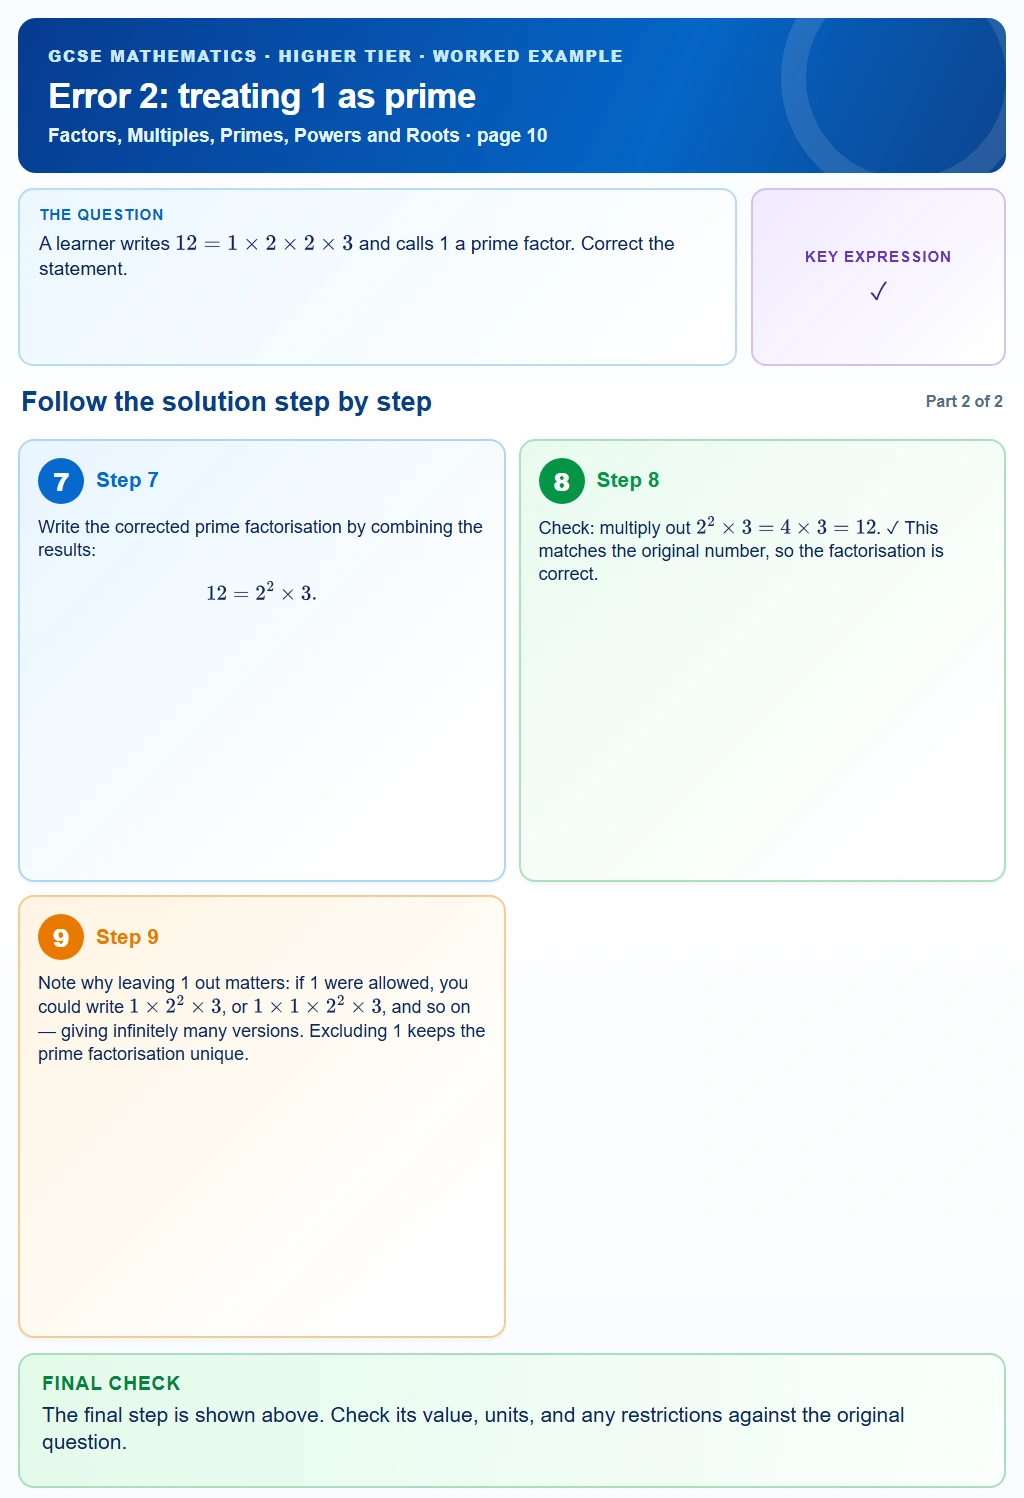 GCSE MATHEMATICS · HIGHER TIER · WORKED EXAMPLE
Error 2: treating 1 as prime
Factors, Multiples, Primes, Powers and Roots · page 10
THE QUESTION
A learner writes 12 = 1 × 2 × 2 × 3 and calls 1 a prime factor. Correct the
statement.
KEY EXPRESSION
✓
Follow the solution step by step
Part 2 of 2
7 Step 7
Write the corrected prime factorisation by combining the
results:
12 = 2² × 3.
8 Step 8
Check: multiply out 2² × 3 = 4 × 3 = 12. ✓ This
matches the original number, so the factorisation is
correct.
9 Step 9
Note why leaving 1 out matters: if 1 were allowed, you
could write 1 × 2² × 3, or 1 × 1 × 2² × 3, and so on
— giving infinitely many versions. Excluding 1 keeps the
prime factorisation unique.
FINAL CHECK
The final step is shown above. Check its value, units, and any restrictions against the original
question.